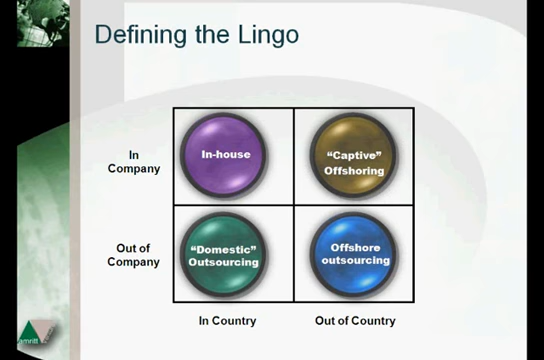 Defining the Lingo
In
Company
In-house
"Captive"
Offshoring
Out of
Company
"Domestic"
Outsourcing
Offshore
outsourcing
In Country
Out of Country
amritt